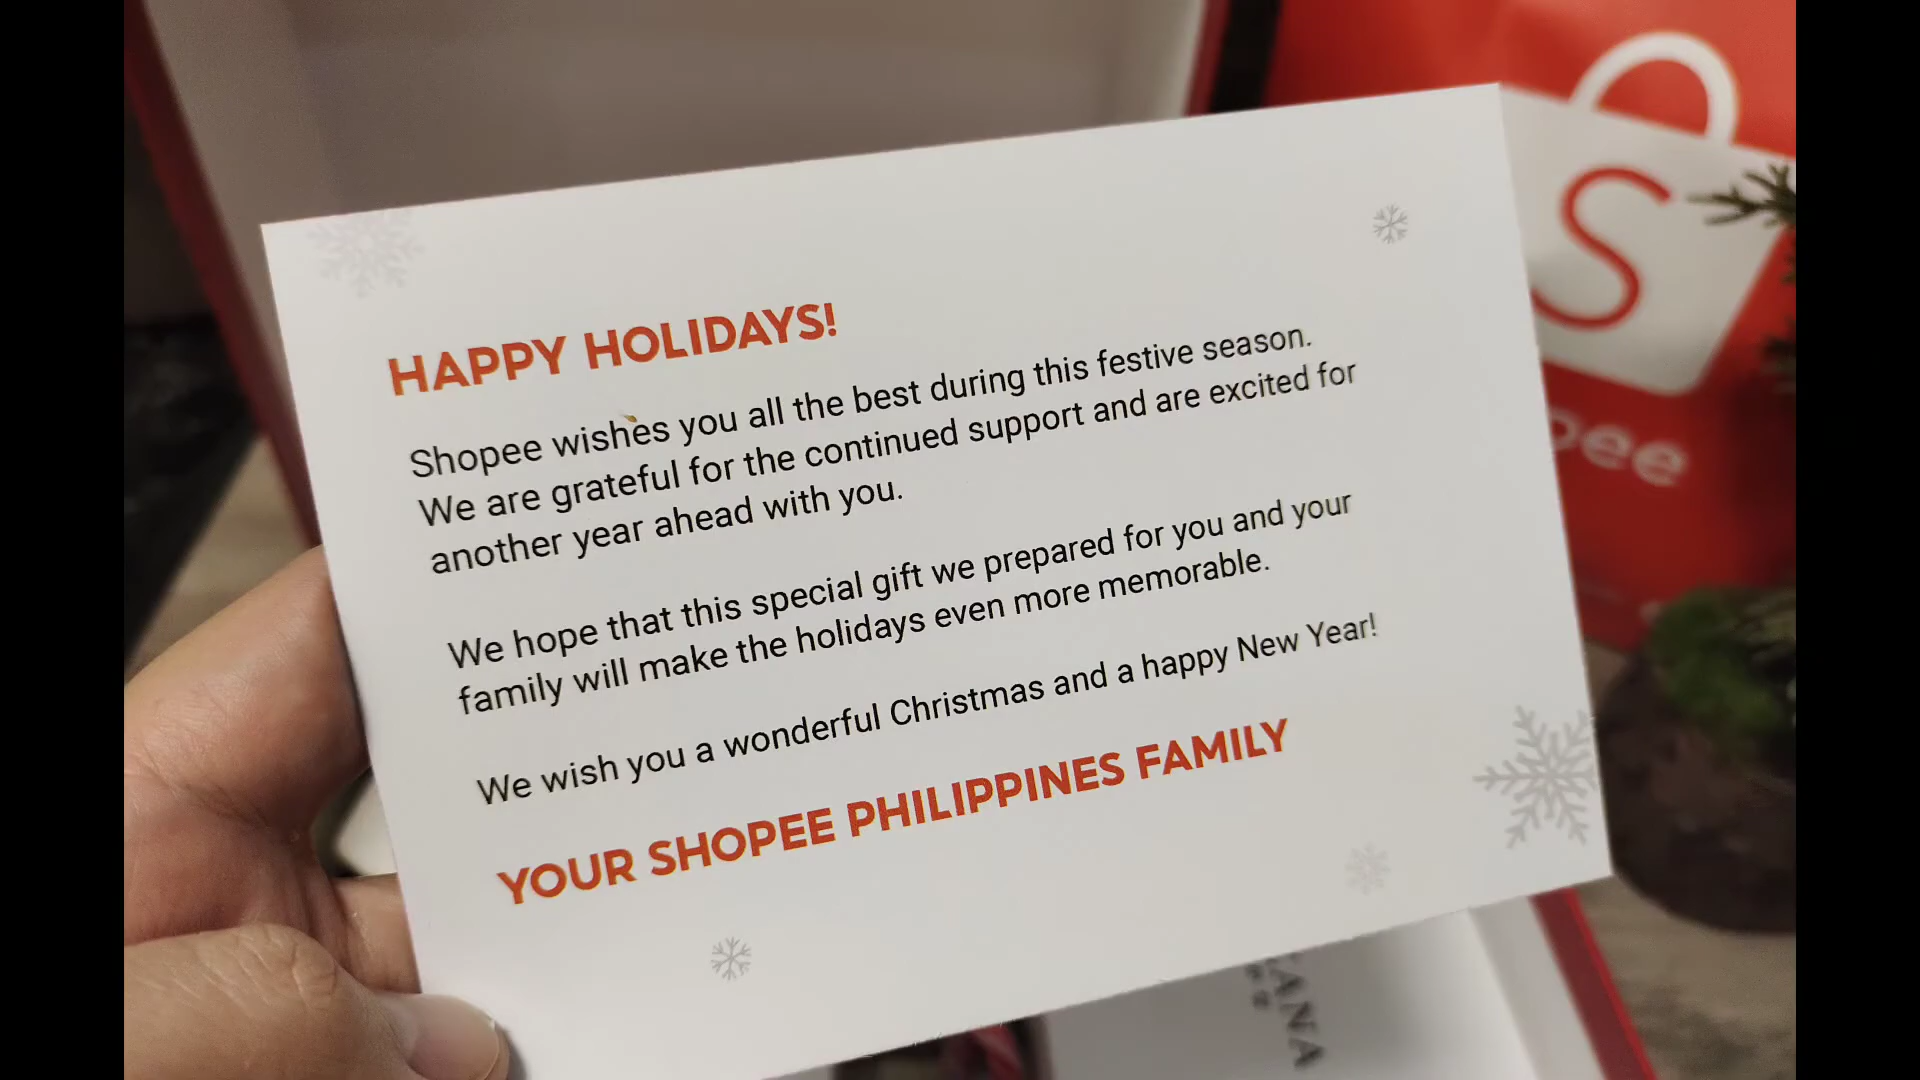 HAPPY HOLIDAYS!
Shopee wishes you all the best during this festive season.
We are grateful for the continued support and are excited for
another year ahead with you.
We hope that this special gift we prepared for you and your
family will make the holidays even more memorable.
We wish you a wonderful Christmas and a happy New Year!
YOUR SHOPEE PHILIPPINES FAMILY
S
pee
ANA